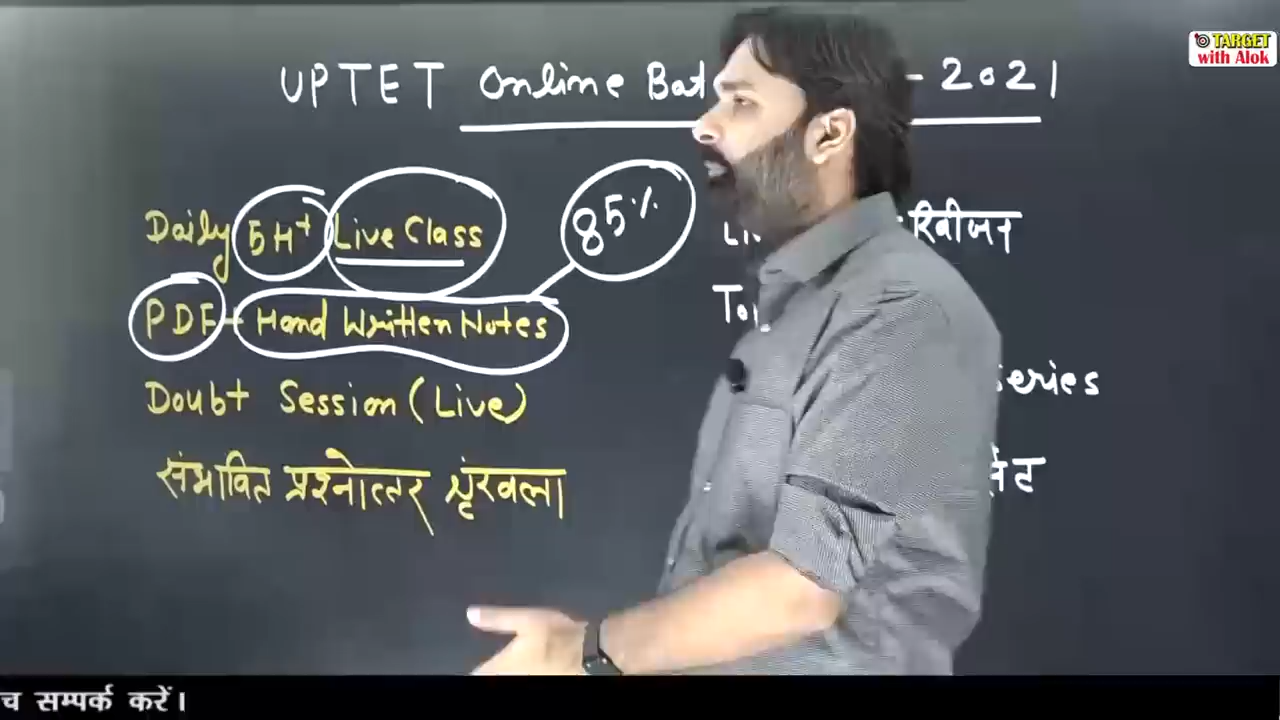 TARGET
with Alok
UPTET Online Bat - 2021
Daily 5H+ Live Class 85%
रिवीजन
PDF - Hand Written Notes
Doubt Session (Live)
series
संभावित प्रश्नोत्तर श्रृंखला
च सम्पर्क करें।